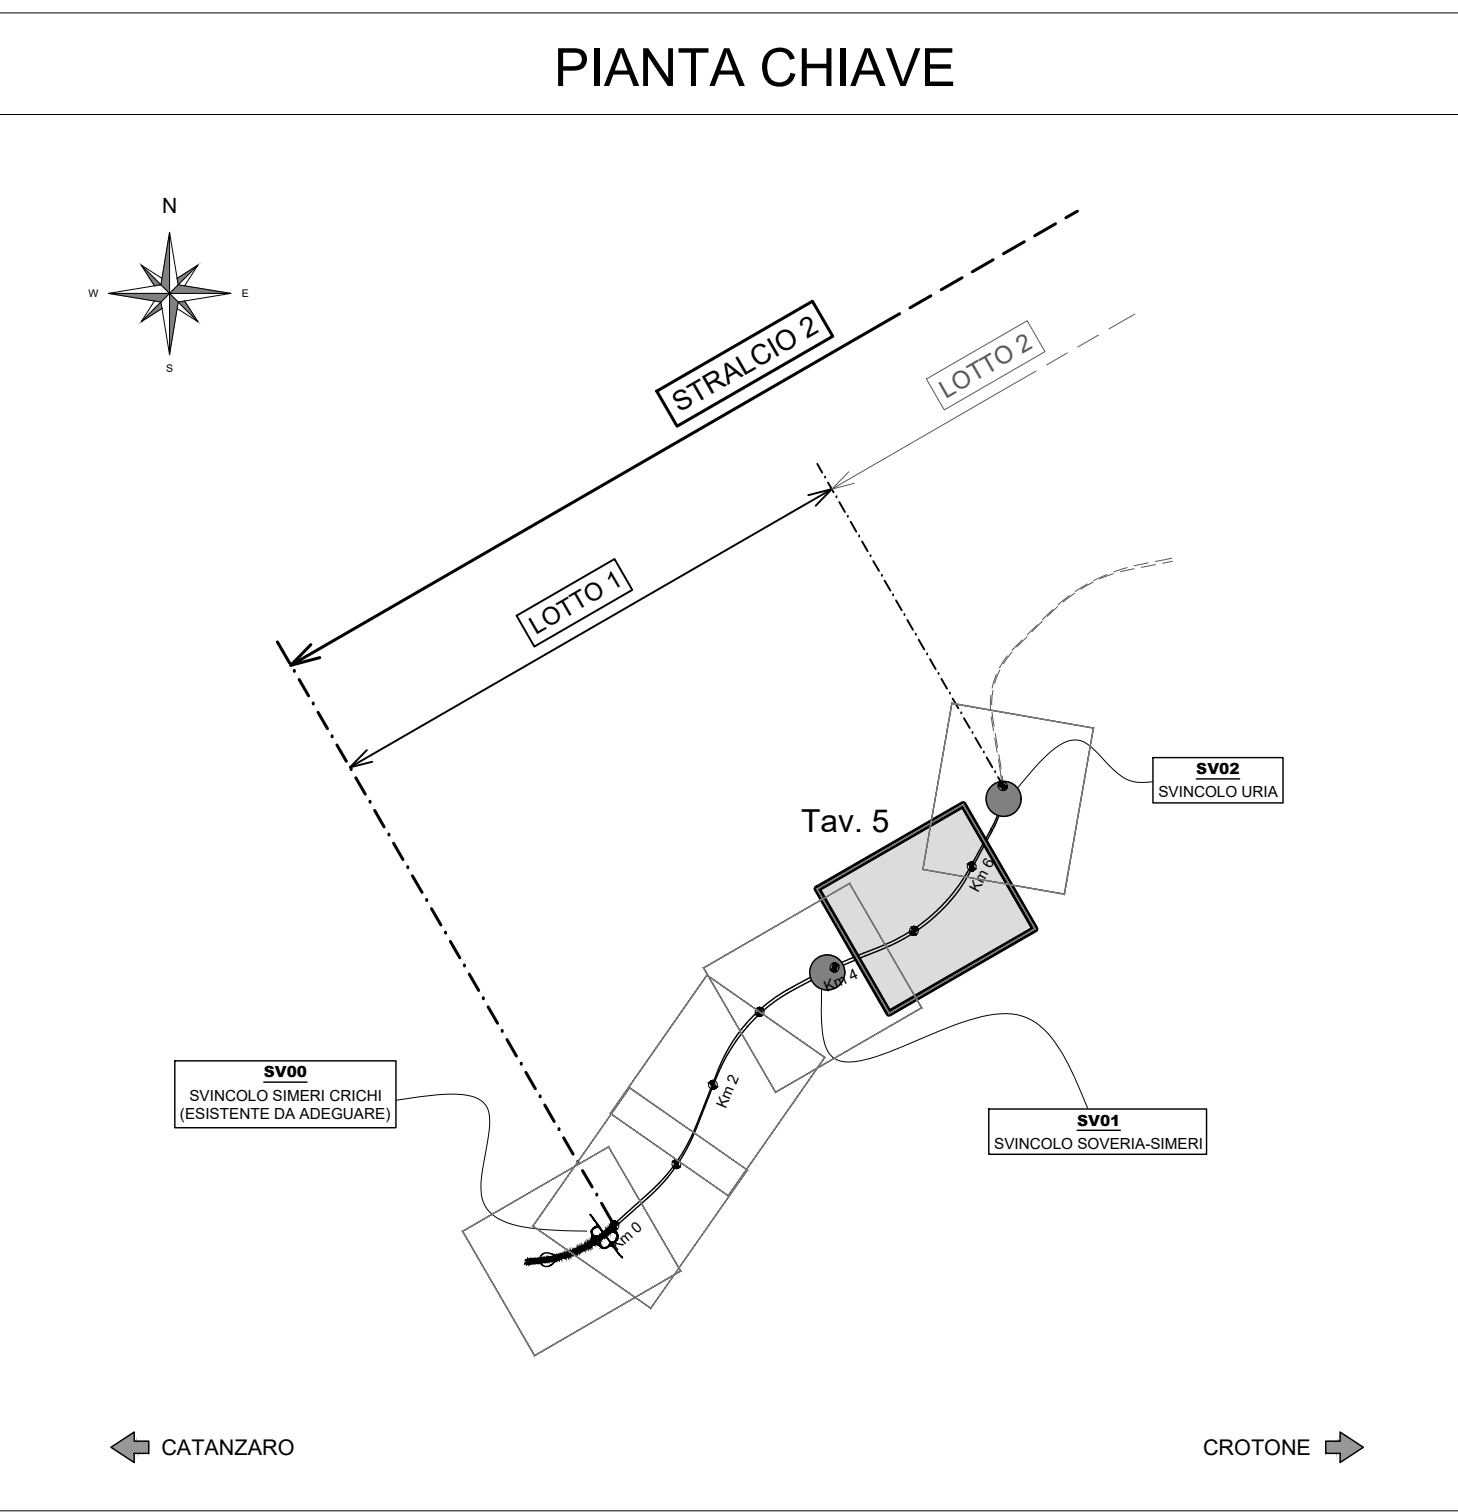 PIANTA CHIAVE
N
W
E
S
STRALCIO 2
LOTTO 2
LOTTO 1
SV02
SVINCOLO URIA
Tav. 5
Km 6
Km 4
SV00
SVINCOLO SIMERI CRICHI
(ESISTENTE DA ADEGUARE)
Km 2
SV01
SVINCOLO SOVERIA-SIMERI
Km 0
CATANZARO
CROTONE